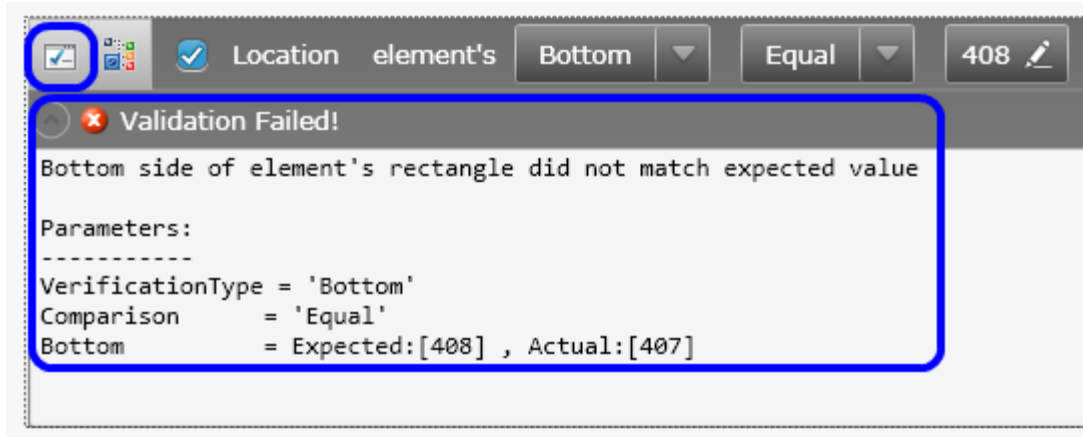 Location element's Bottom Equal 408
Validation Failed!
Bottom side of element's rectangle did not match expected value
Parameters:
-----------
VerificationType = 'Bottom'
Comparison = 'Equal'
Bottom = Expected:[408] , Actual:[407]